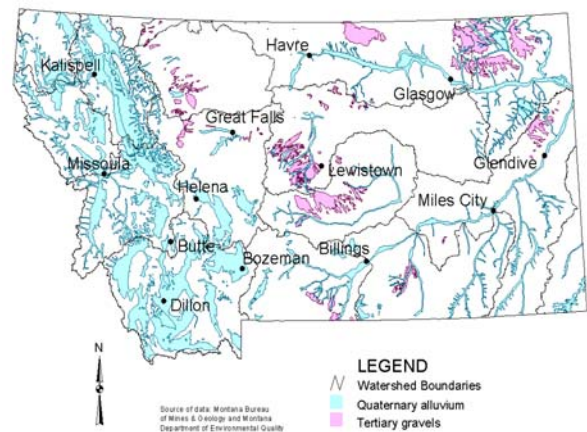 Havre
Kalispell
Glasgow
Great Falls
Missoula
Lewistown
Glendive
Helena
Miles City
Butte
Billings
Bozeman
Dillon
N
LEGEND
Watershed Boundaries
Quaternary alluvium
Tertiary gravels
Source of data: Montana Bureau
of Mines & Geology and Montana
Department of Environmental Quality